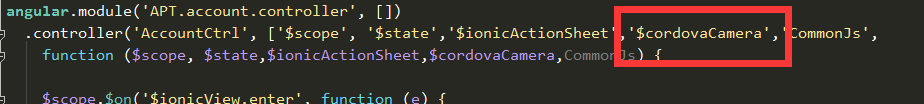 angular.module('APT.account.controller', [])
.controller('AccountCtrl', ['$scope', '$state','$ionicActionSheet','$cordovaCamera','CommonJs',
function ($scope, $state,$ionicActionSheet,$cordovaCamera,CommonJs) {
$scope.$on('$ionicView.enter', function (e) {